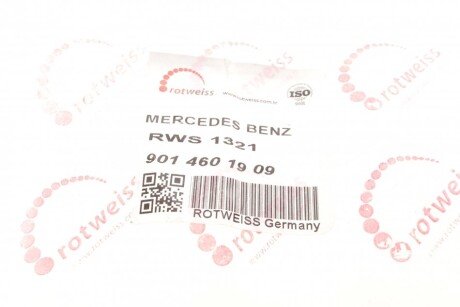 rotweiss
www.rotweiss.com.tr
ISO
MERCEDES BENZ
RWS 1321
901 460 19 09
ROTWEISS Germany
rotweiss
rotweiss
rotweiss
rotweiss
rotweiss